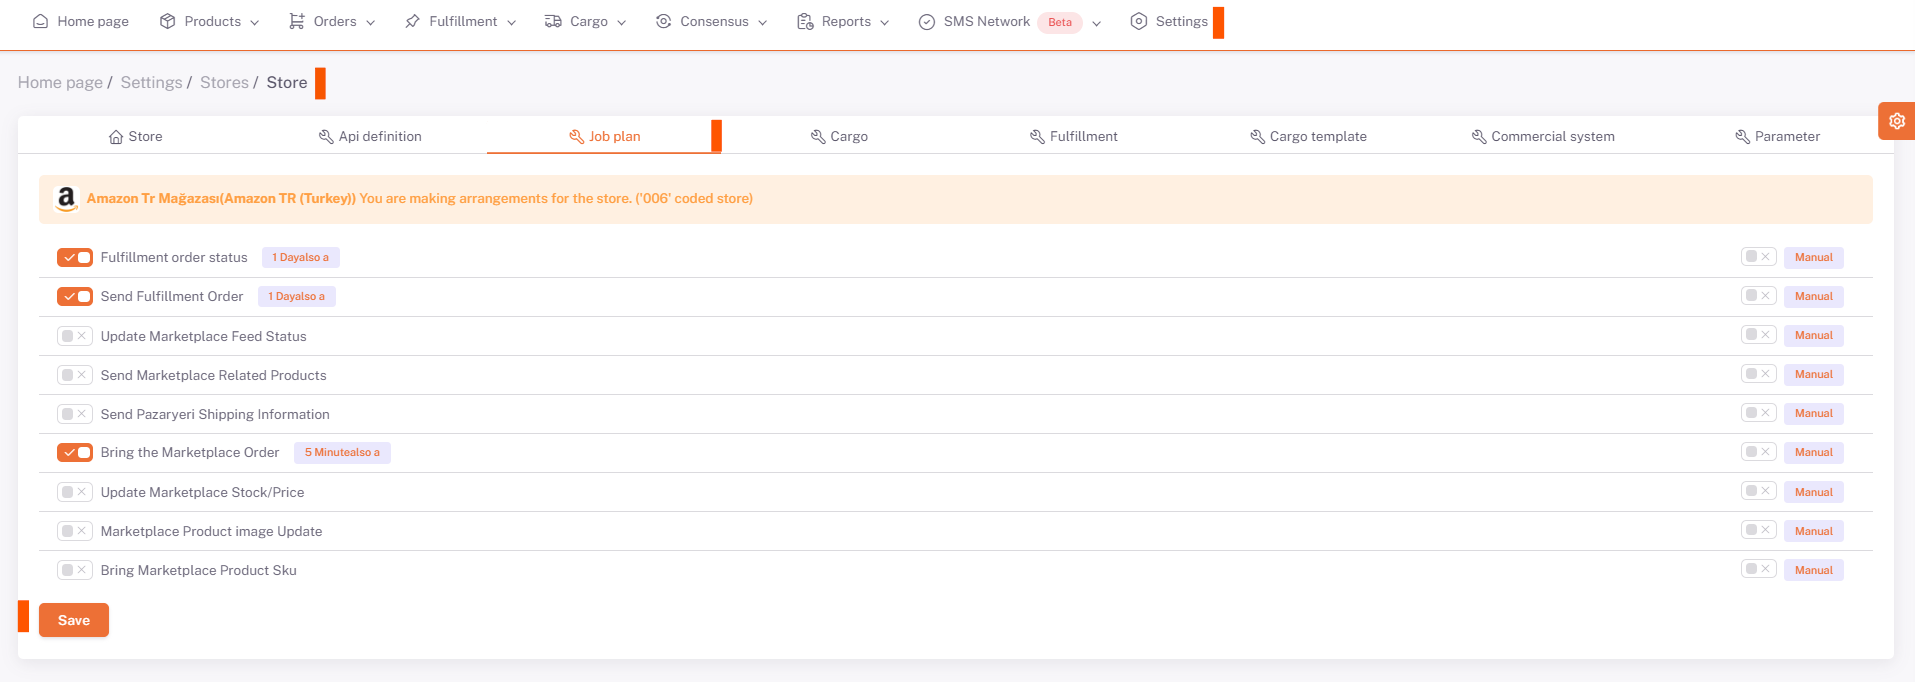 Home page Products Orders Fulfillment Cargo Consensus Reports SMS Network Beta Settings
Home page / Settings / Stores / Store
Store Api definition Job plan Cargo Fulfillment Cargo template Commercial system Parameter
Amazon Tr Mağazası(Amazon TR (Turkey)) You are making arrangements for the store. ('006' coded store)
Fulfillment order status 1 Dayalso a Manual
Send Fulfillment Order 1 Dayalso a Manual
Update Marketplace Feed Status Manual
Send Marketplace Related Products Manual
Send Pazaryeri Shipping Information Manual
Bring the Marketplace Order 5 Minutealso a Manual
Update Marketplace Stock/Price Manual
Marketplace Product image Update Manual
Bring Marketplace Product Sku Manual
Save